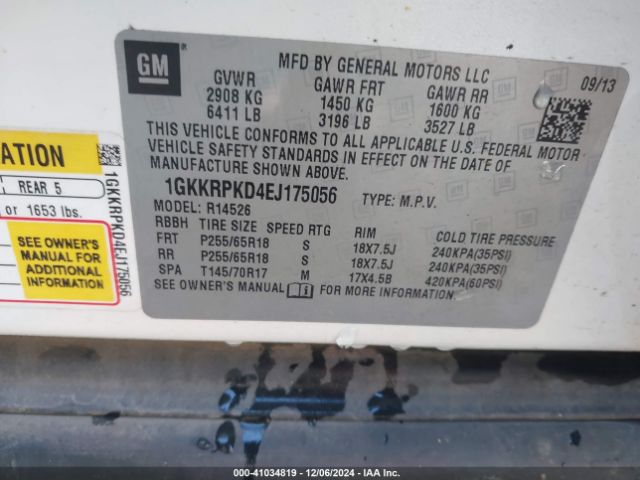 GM
MFD BY GENERAL MOTORS LLC
09/13
GVWR GAWR FRT GAWR RR
2908 KG 1450 KG 1600 KG
6411 LB 3196 LB 3527 LB
THIS VEHICLE CONFORMS TO ALL APPLICABLE U.S. FEDERAL MOTOR
VEHICLE SAFETY STANDARDS IN EFFECT ON THE DATE OF
MANUFACTURE SHOWN ABOVE.
1GKKRPKD4EJ175056 TYPE: M.P.V.
MODEL: R14526
RBBH TIRE SIZE SPEED RTG RIM COLD TIRE PRESSURE
FRT P255/65R18 S 18X7.5J 240KPA(35PSI)
RR P255/65R18 S 18X7.5J 240KPA(35PSI)
SPA T145/70R17 M 17X4.5B 420KPA(60PSI)
SEE OWNER'S MANUAL FOR MORE INFORMATION.
ATION
REAR 5
or 1653 lbs.
SEE OWNER'S
MANUAL FOR
ADDITIONAL
INFORMATION
1GKKRPKD4EJ175056
000-41034819 - 12/06/2024 - IAA Inc.